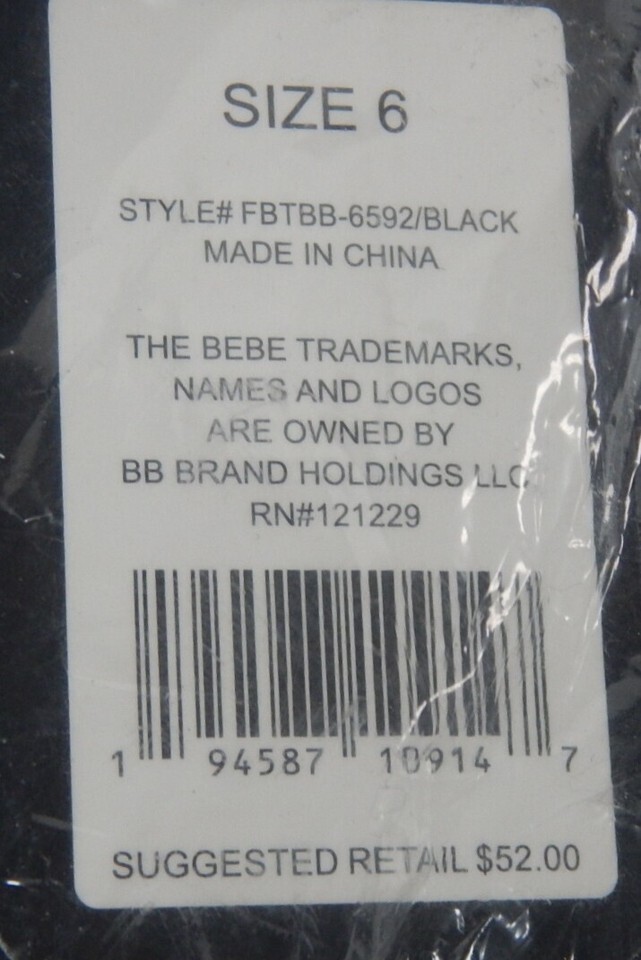 SIZE 6
STYLE# FBTBB-6592/BLACK
MADE IN CHINA
THE BEBE TRADEMARKS,
NAMES AND LOGOS
ARE OWNED BY
BB BRAND HOLDINGS LLC
RN#121229
1 94587 10914 7
SUGGESTED RETAIL $52.00